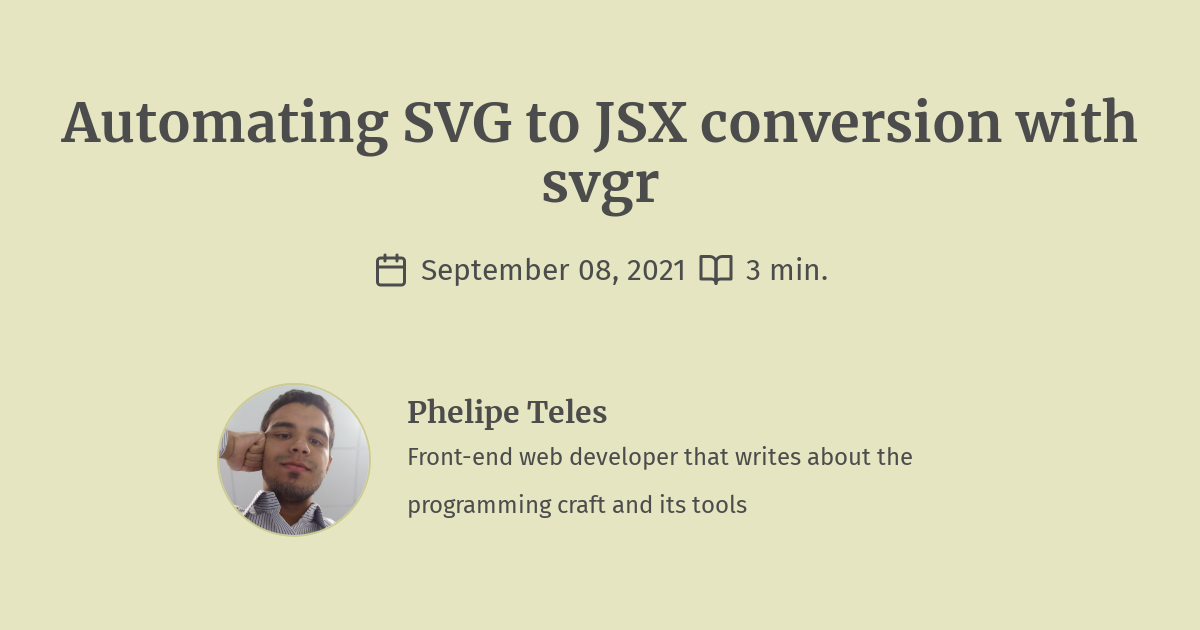 Automating SVG to JSX conversion with
svgr
September 08, 2021 3 min.
Phelipe Teles
Front-end web developer that writes about the
programming craft and its tools